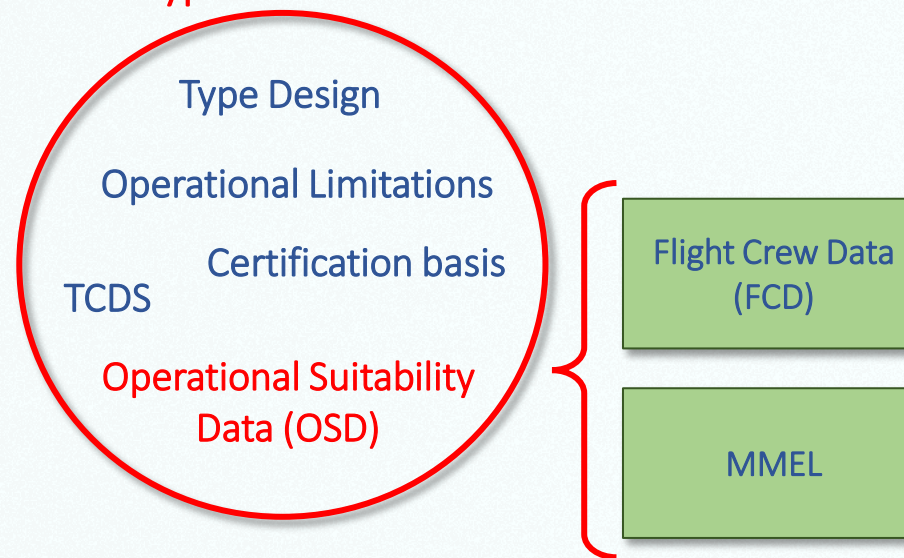 Type Design
Operational Limitations
Certification basis
TCDS
Operational Suitability
Data (OSD)
Flight Crew Data
(FCD)
MMEL